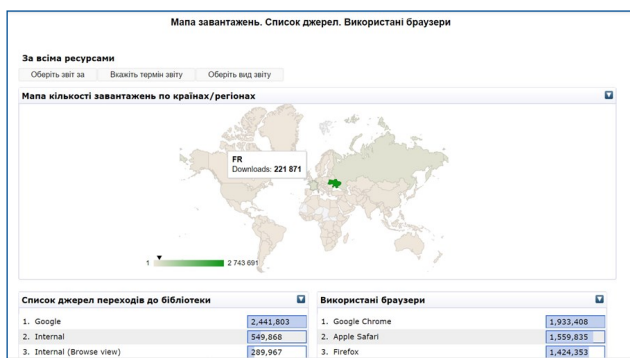 Мапа завантажень. Список джерел. Використані браузери
За всіма ресурсами
Оберіть звіт за Вкажіть термін звіту Оберіть вид звіту
Мапа кількості завантажень по країнах/регіонах
FR
Downloads: 221 871
1 2 743 691
Список джерел переходів до бібліотеки
1. Google 2,441,803
2. Internal 549,868
3. Internal (Browse view) 289,967
Використані браузери
1. Google Chrome 1,933,408
2. Apple Safari 1,559,835
3. Firefox 1,424,353